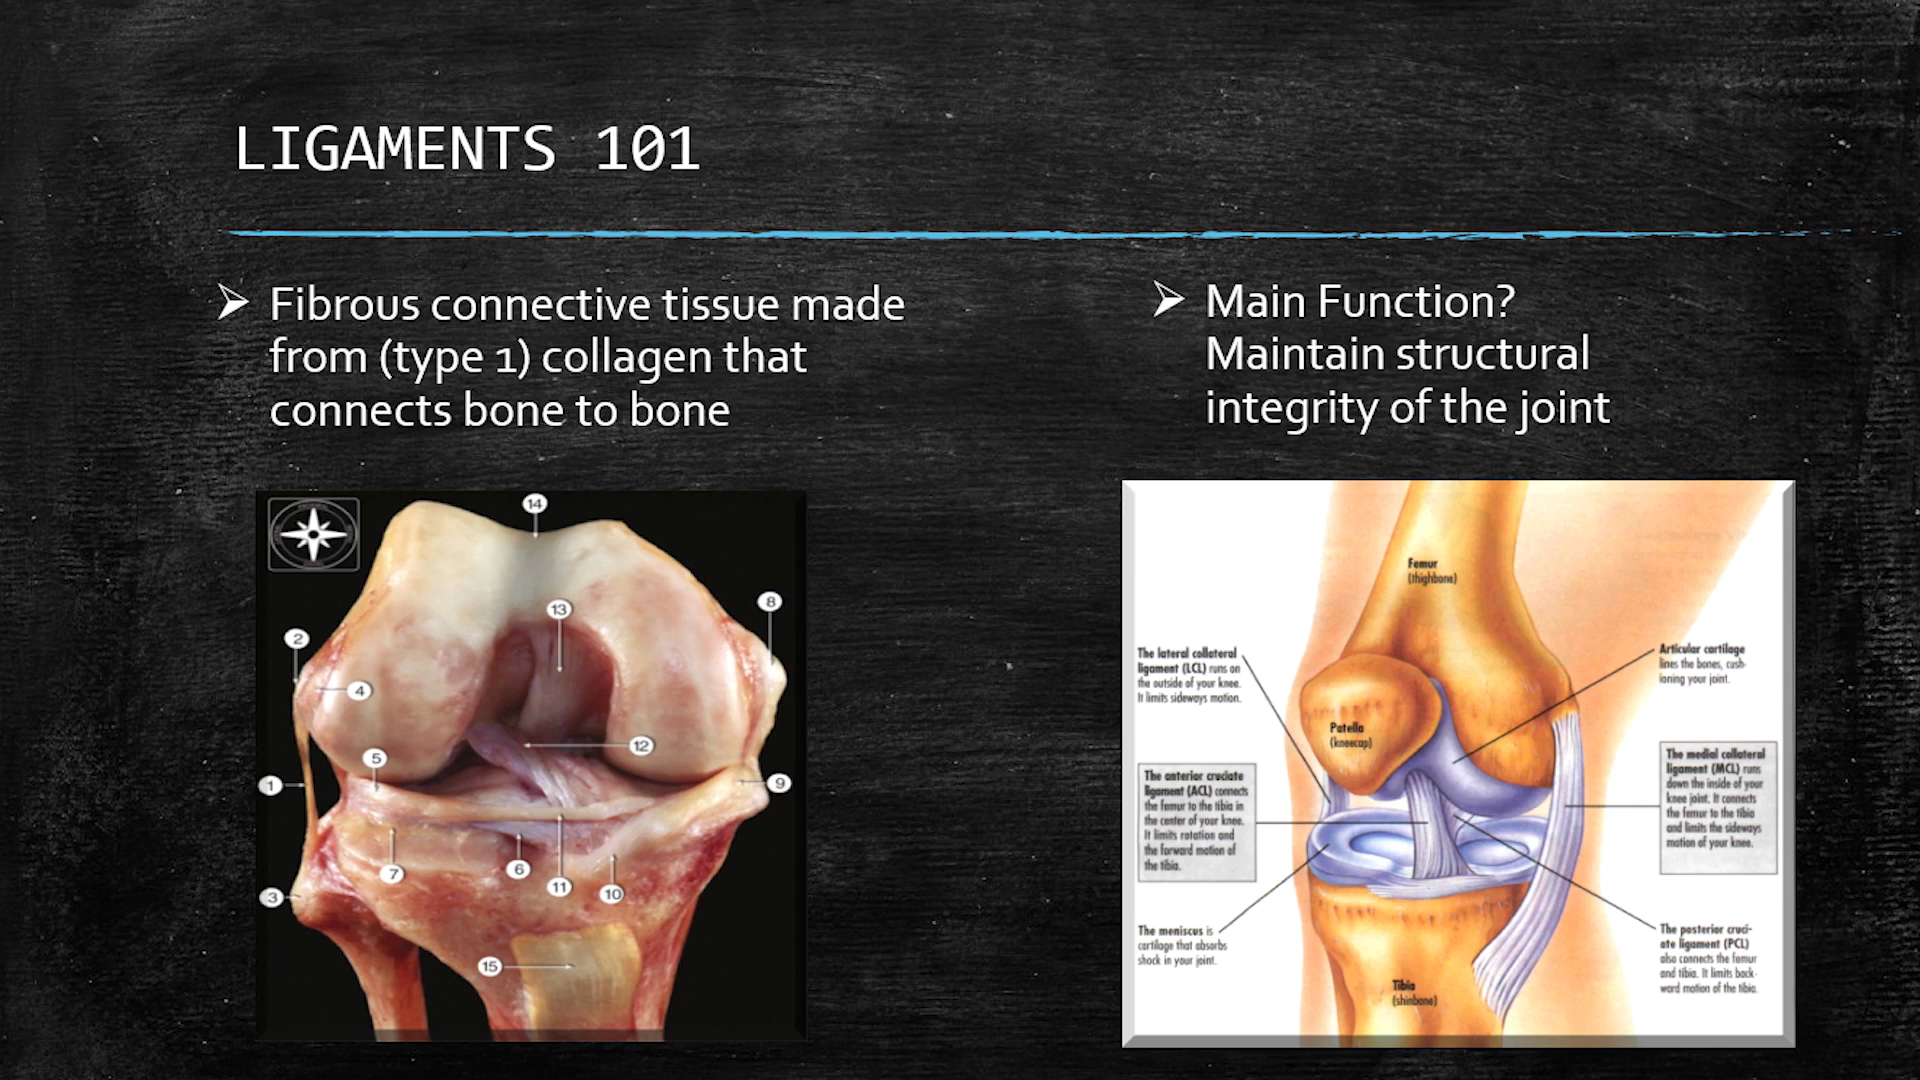 LIGAMENTS 101
Fibrous connective tissue made
from (type 1) collagen that
connects bone to bone
Main Function?
Maintain structural
integrity of the joint
14
13
8
2
4
12
5
9
1
7
6
11
10
3
15
Femur
(thighbone)
The lateral collateral
ligament (LCL) runs on
the outside of your knee.
It limits sideways motion.
Articular cartilage
lines the bones, cush-
ioning your joint.
Patella
(kneecap)
The anterior cruciate
ligament (ACL) connects
the femur to the tibia in
the center of your knee.
It limits rotation and
the forward motion of
the tibia.
The medial collateral
ligament (MCL) runs
down the inside of your
knee joint. It connects
the femur to the tibia
and limits the sideways
motion of your knee.
The meniscus is
cartilage that absorbs
shock in your joint.
The posterior cruci-
ate ligament (PCL)
also connects the femur
and tibia. It limits back-
ward motion of the tibia.
Tibia
(shinbone)